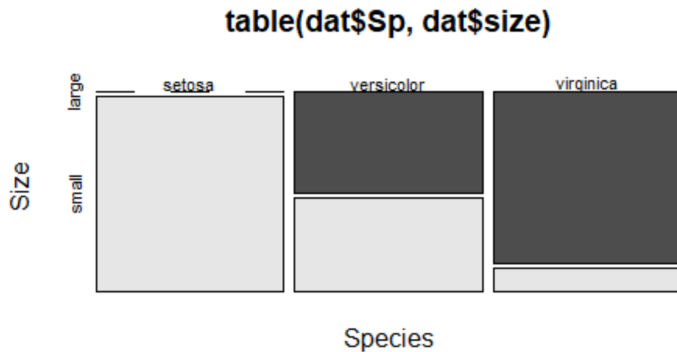 table(dat$Sp, dat$size)
setosa versicolor virginica
large
small
Size
Species